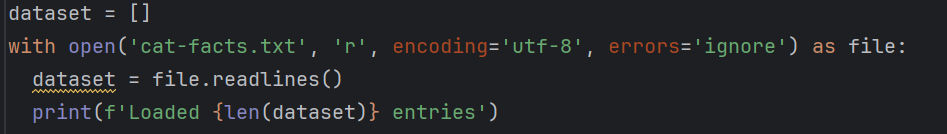 dataset = []
with open('cat-facts.txt', 'r', encoding='utf-8', errors='ignore') as file:
  dataset = file.readlines()
  print(f'Loaded {len(dataset)} entries')